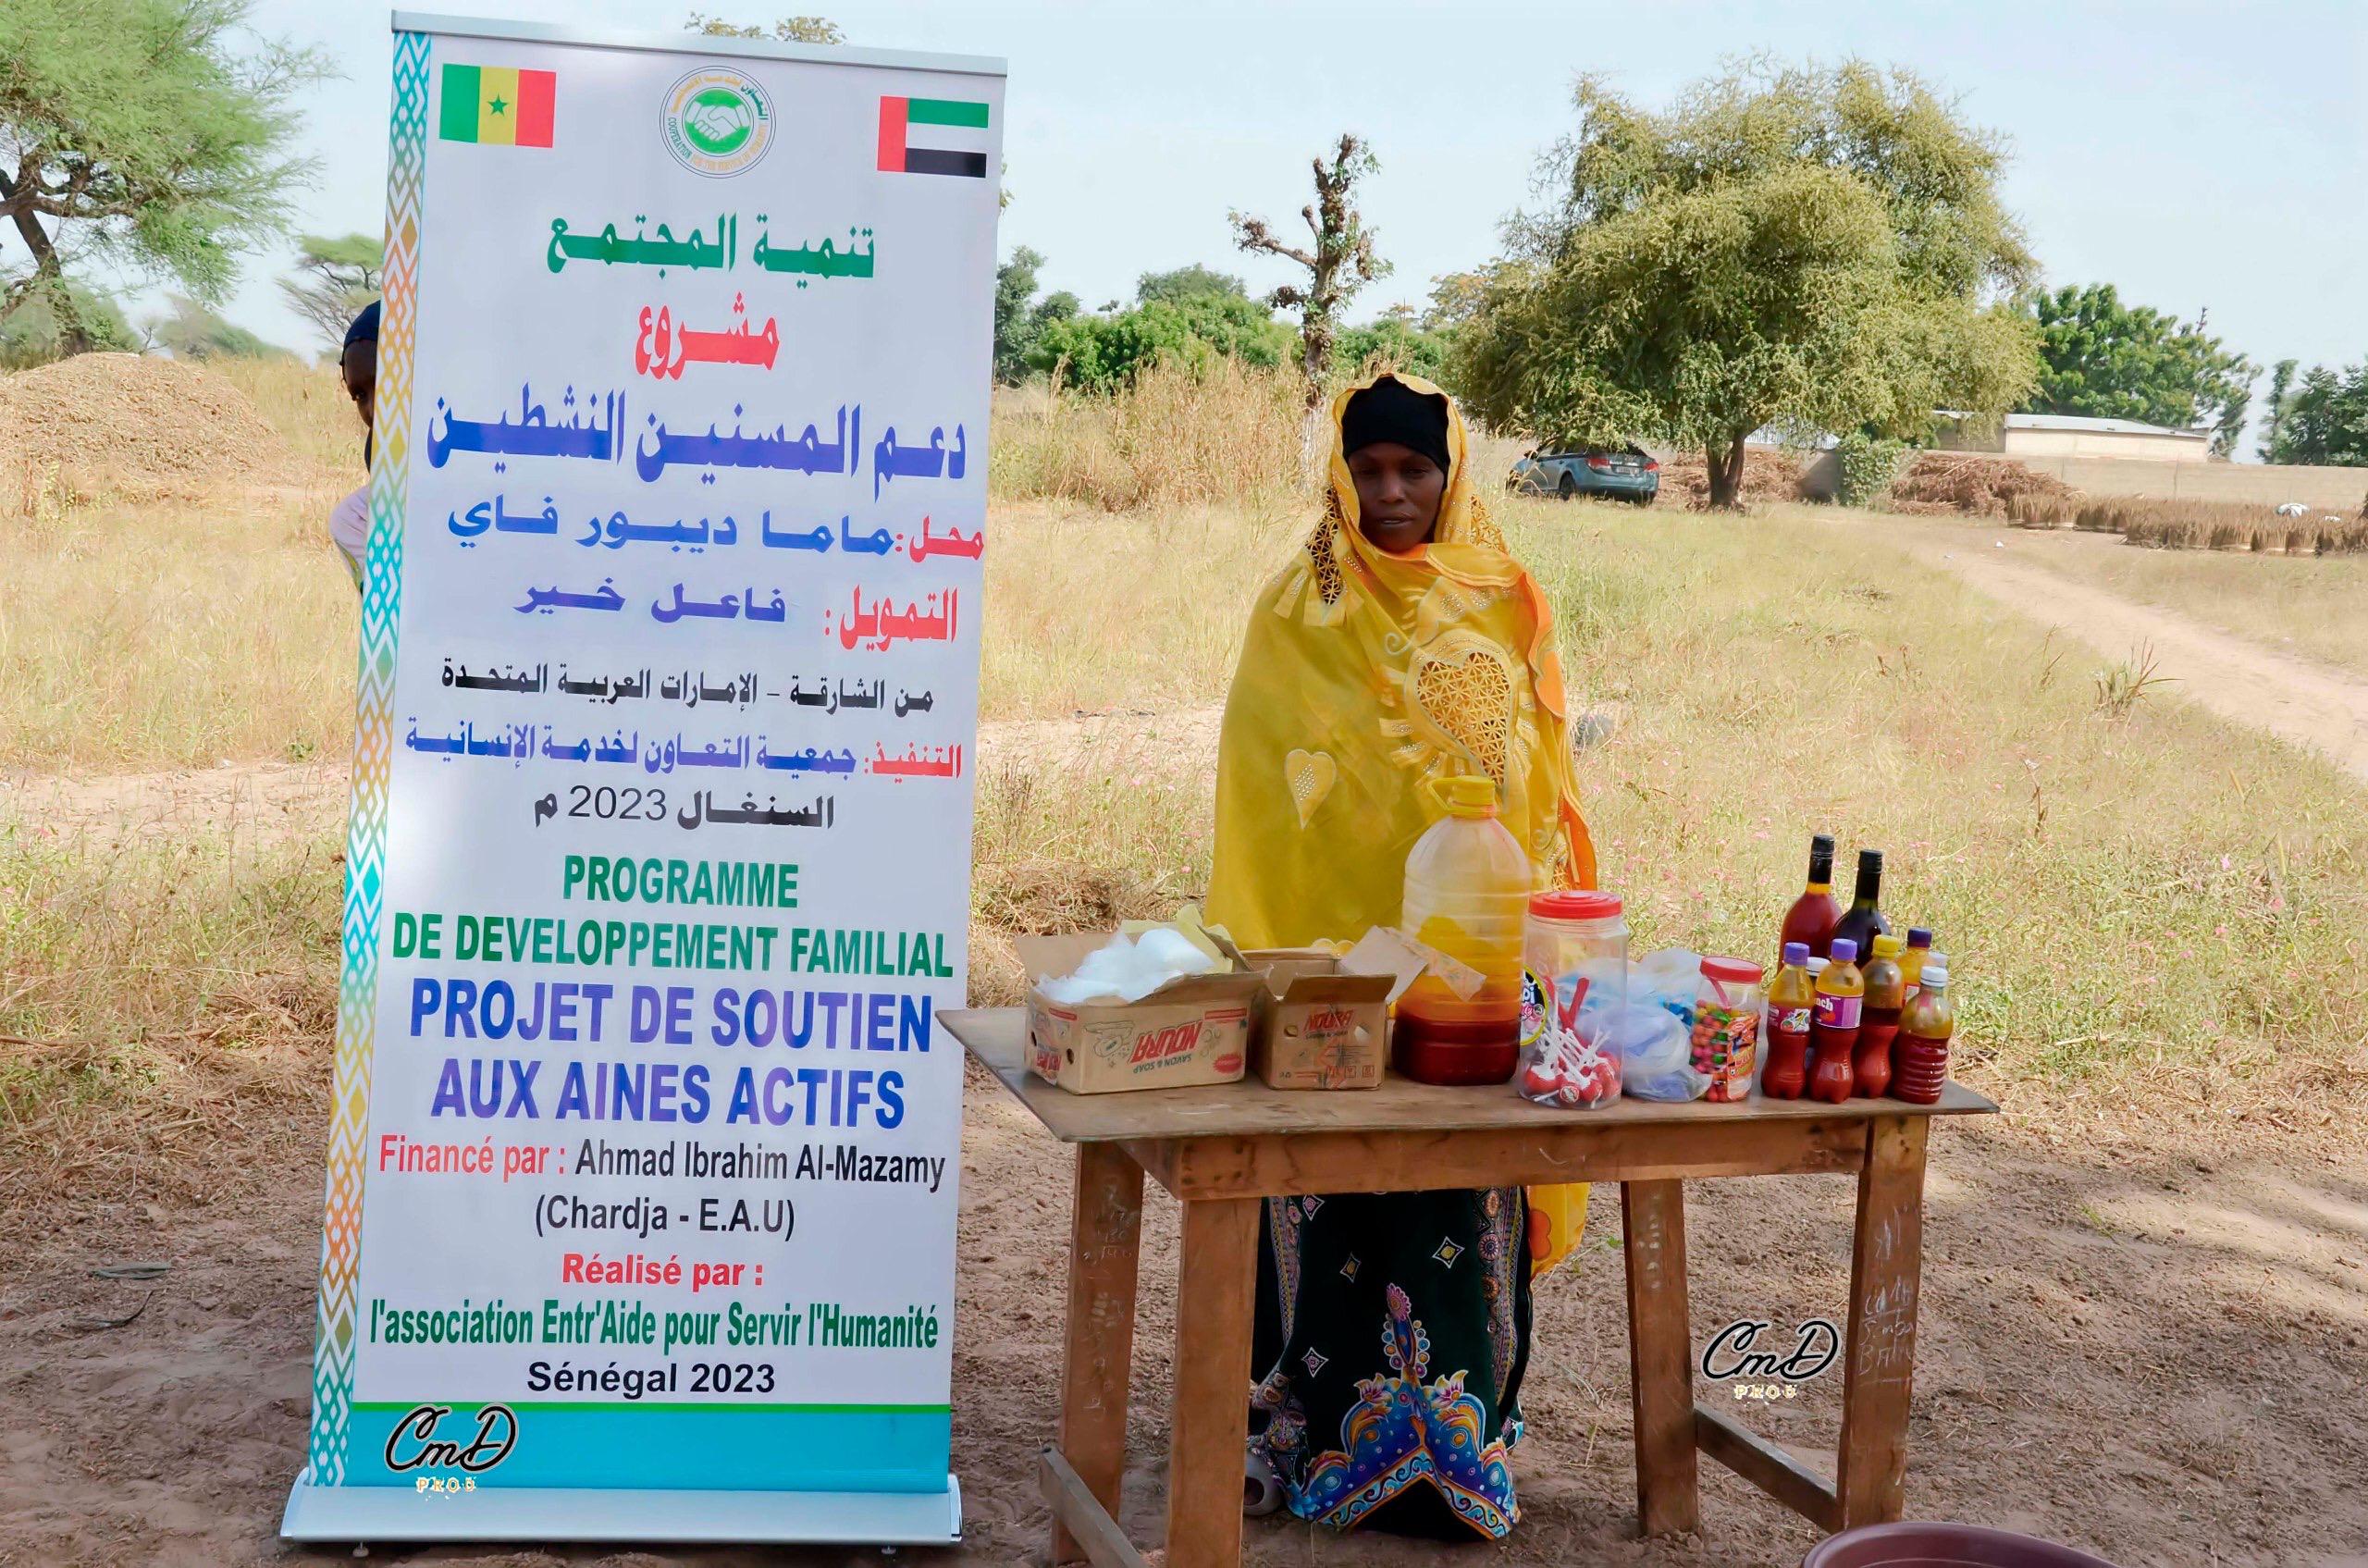 COOPERATION
تنمية المجتمع
مشروع
دعم المسنين النشطين
محل: ماما ديبور فاي
التمويل: فاعل خير
من الشارقة - الإمارات العربية المتحدة
التنفيذ: جمعية التعاون لخدمة الإنسانية
السنغال 2023 م
PROGRAMME
DE DEVELOPPEMENT FAMILIAL
PROJET DE SOUTIEN
AUX AINES ACTIFS
Financé par : Ahmad Ibrahim Al-Mazamy
(Chardja - E.A.U)
Réalisé par :
l'association Entr'Aide pour Servir l'Humanité
Sénégal 2023
CmD
PROD
NOURA
SAVON & SOAP
NOURA
CmD
PROD